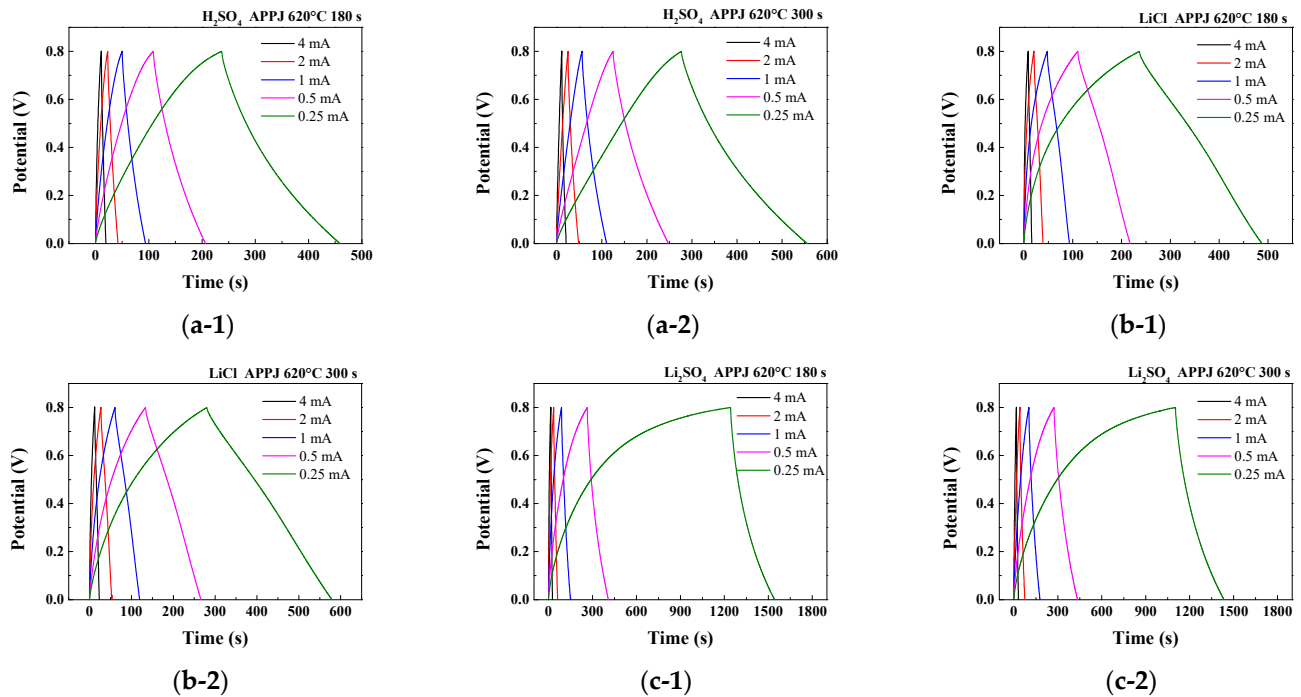 H₂SO₄ APPJ 620°C 180 s
4 mA
2 mA
1 mA
0.5 mA
0.25 mA
Potential (V)
0.8
0.6
0.4
0.2
0.0
0 100 200 300 400 500
Time (s)
(a-1)
H₂SO₄ APPJ 620°C 300 s
4 mA
2 mA
1 mA
0.5 mA
0.25 mA
Potential (V)
0.8
0.6
0.4
0.2
0.0
0 100 200 300 400 500 600
Time (s)
(a-2)
LiCl APPJ 620°C 180 s
4 mA
2 mA
1 mA
0.5 mA
0.25 mA
Potential (V)
0.8
0.6
0.4
0.2
0.0
0 100 200 300 400 500
Time (s)
(b-1)
LiCl APPJ 620°C 300 s
4 mA
2 mA
1 mA
0.5 mA
0.25 mA
Potential (V)
0.8
0.6
0.4
0.2
0.0
0 100 200 300 400 500 600
Time (s)
(b-2)
Li₂SO₄ APPJ 620°C 180 s
4 mA
2 mA
1 mA
0.5 mA
0.25 mA
Potential (V)
0.8
0.6
0.4
0.2
0.0
0 300 600 900 1200 1500 1800
Time (s)
(c-1)
Li₂SO₄ APPJ 620°C 300 s
4 mA
2 mA
1 mA
0.5 mA
0.25 mA
Potential (V)
0.8
0.6
0.4
0.2
0.0
0 300 600 900 1200 1500 1800
Time (s)
(c-2)